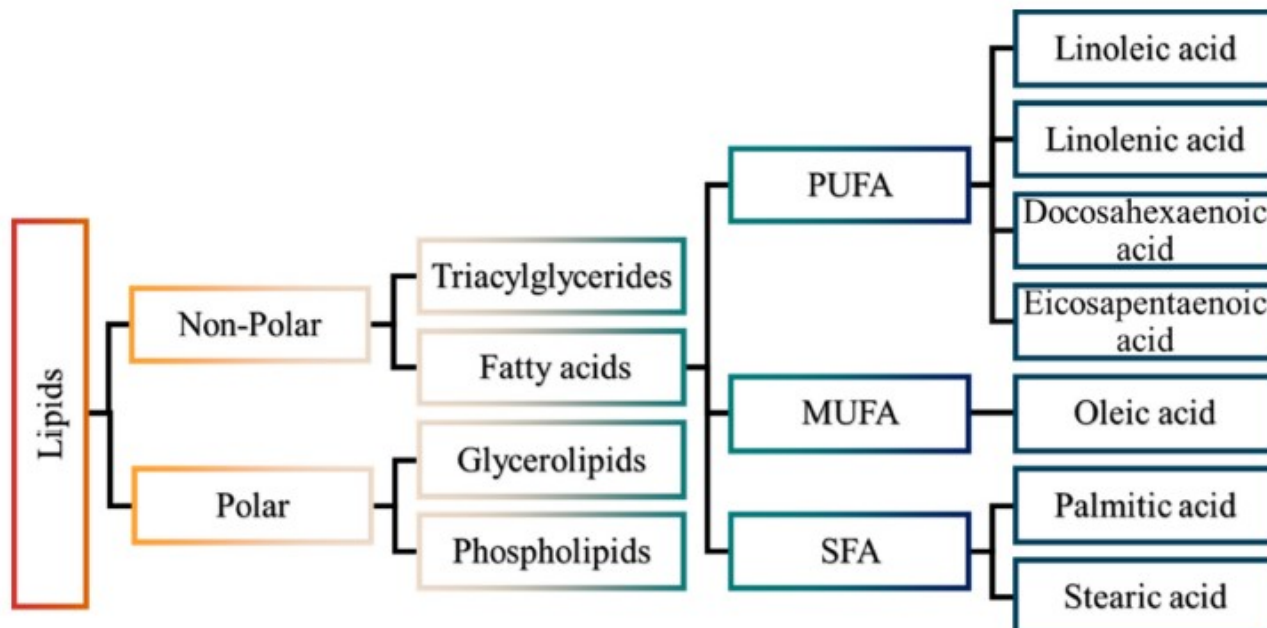 Lipids
Non-Polar
Polar
Triacylglycerides
Fatty acids
Glycerolipids
Phospholipids
PUFA
MUFA
SFA
Linoleic acid
Linolenic acid
Docosahexaenoic
acid
Eicosapentaenoic
acid
Oleic acid
Palmitic acid
Stearic acid